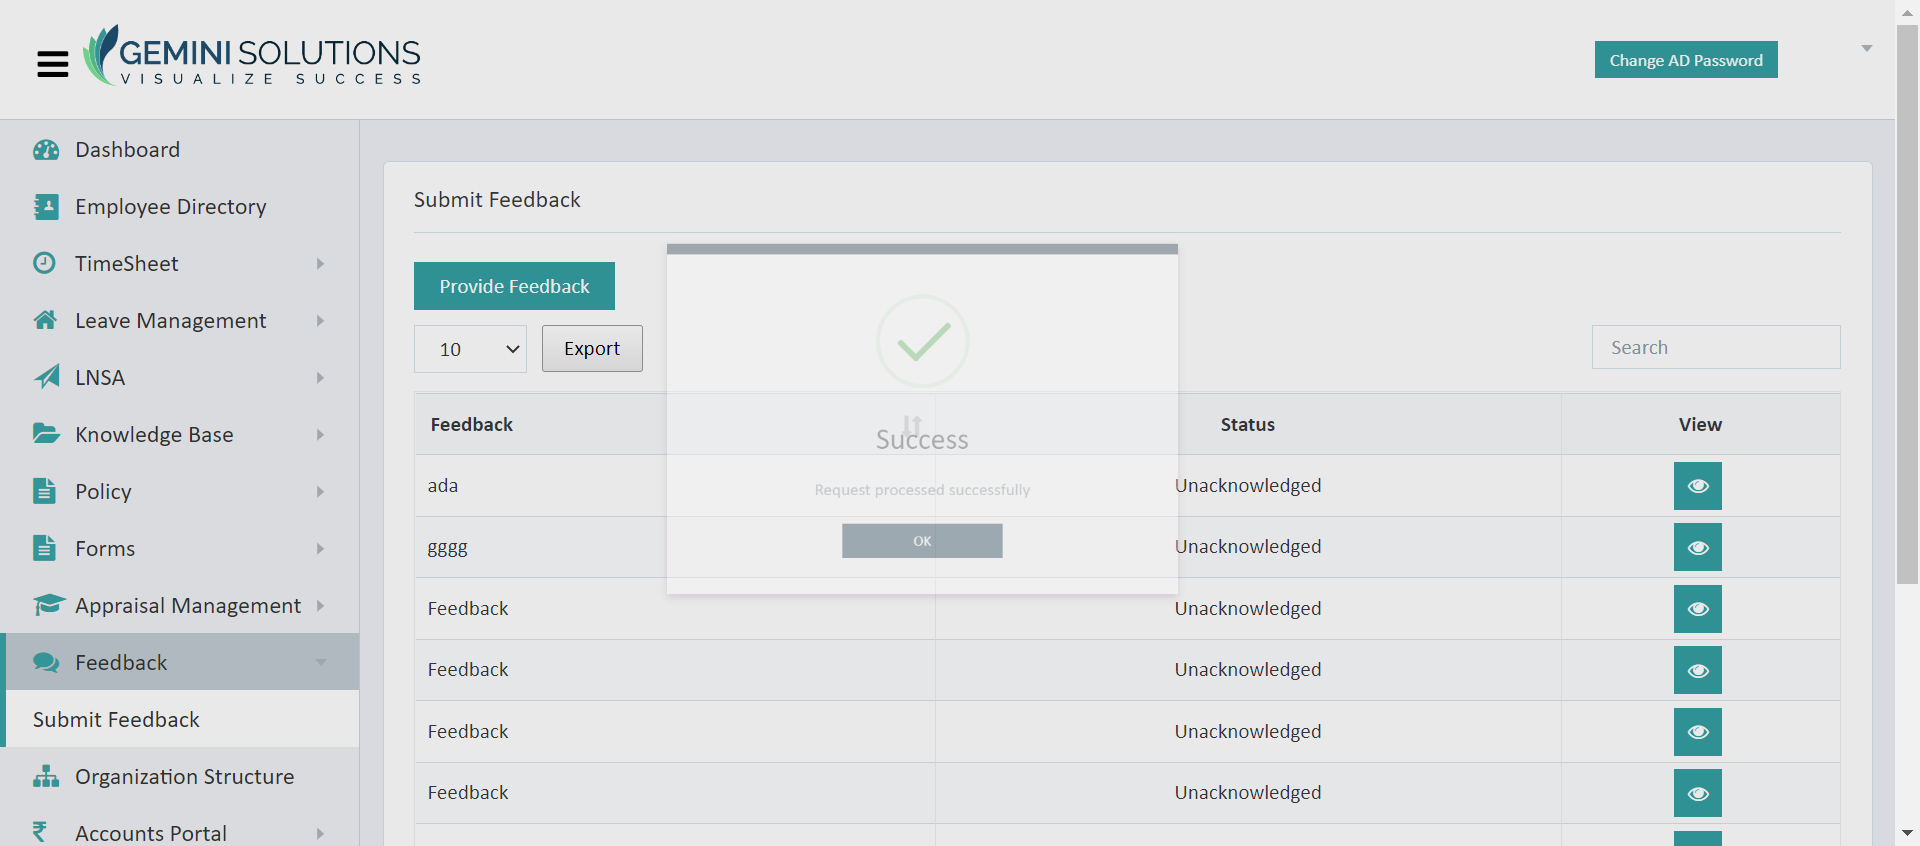 GEMINI SOLUTIONS
VISUALIZE SUCCESS
Change AD Password
Dashboard
Employee Directory
TimeSheet
Leave Management
LNSA
Knowledge Base
Policy
Forms
Appraisal Management
Feedback
Submit Feedback
Organization Structure
₹ Accounts Portal
Submit Feedback
Provide Feedback
10
Export
Search
Feedback Status View
ada Unacknowledged
gggg Unacknowledged
Feedback Unacknowledged
Feedback Unacknowledged
Feedback Unacknowledged
Feedback Unacknowledged
Success
Request processed successfully
OK